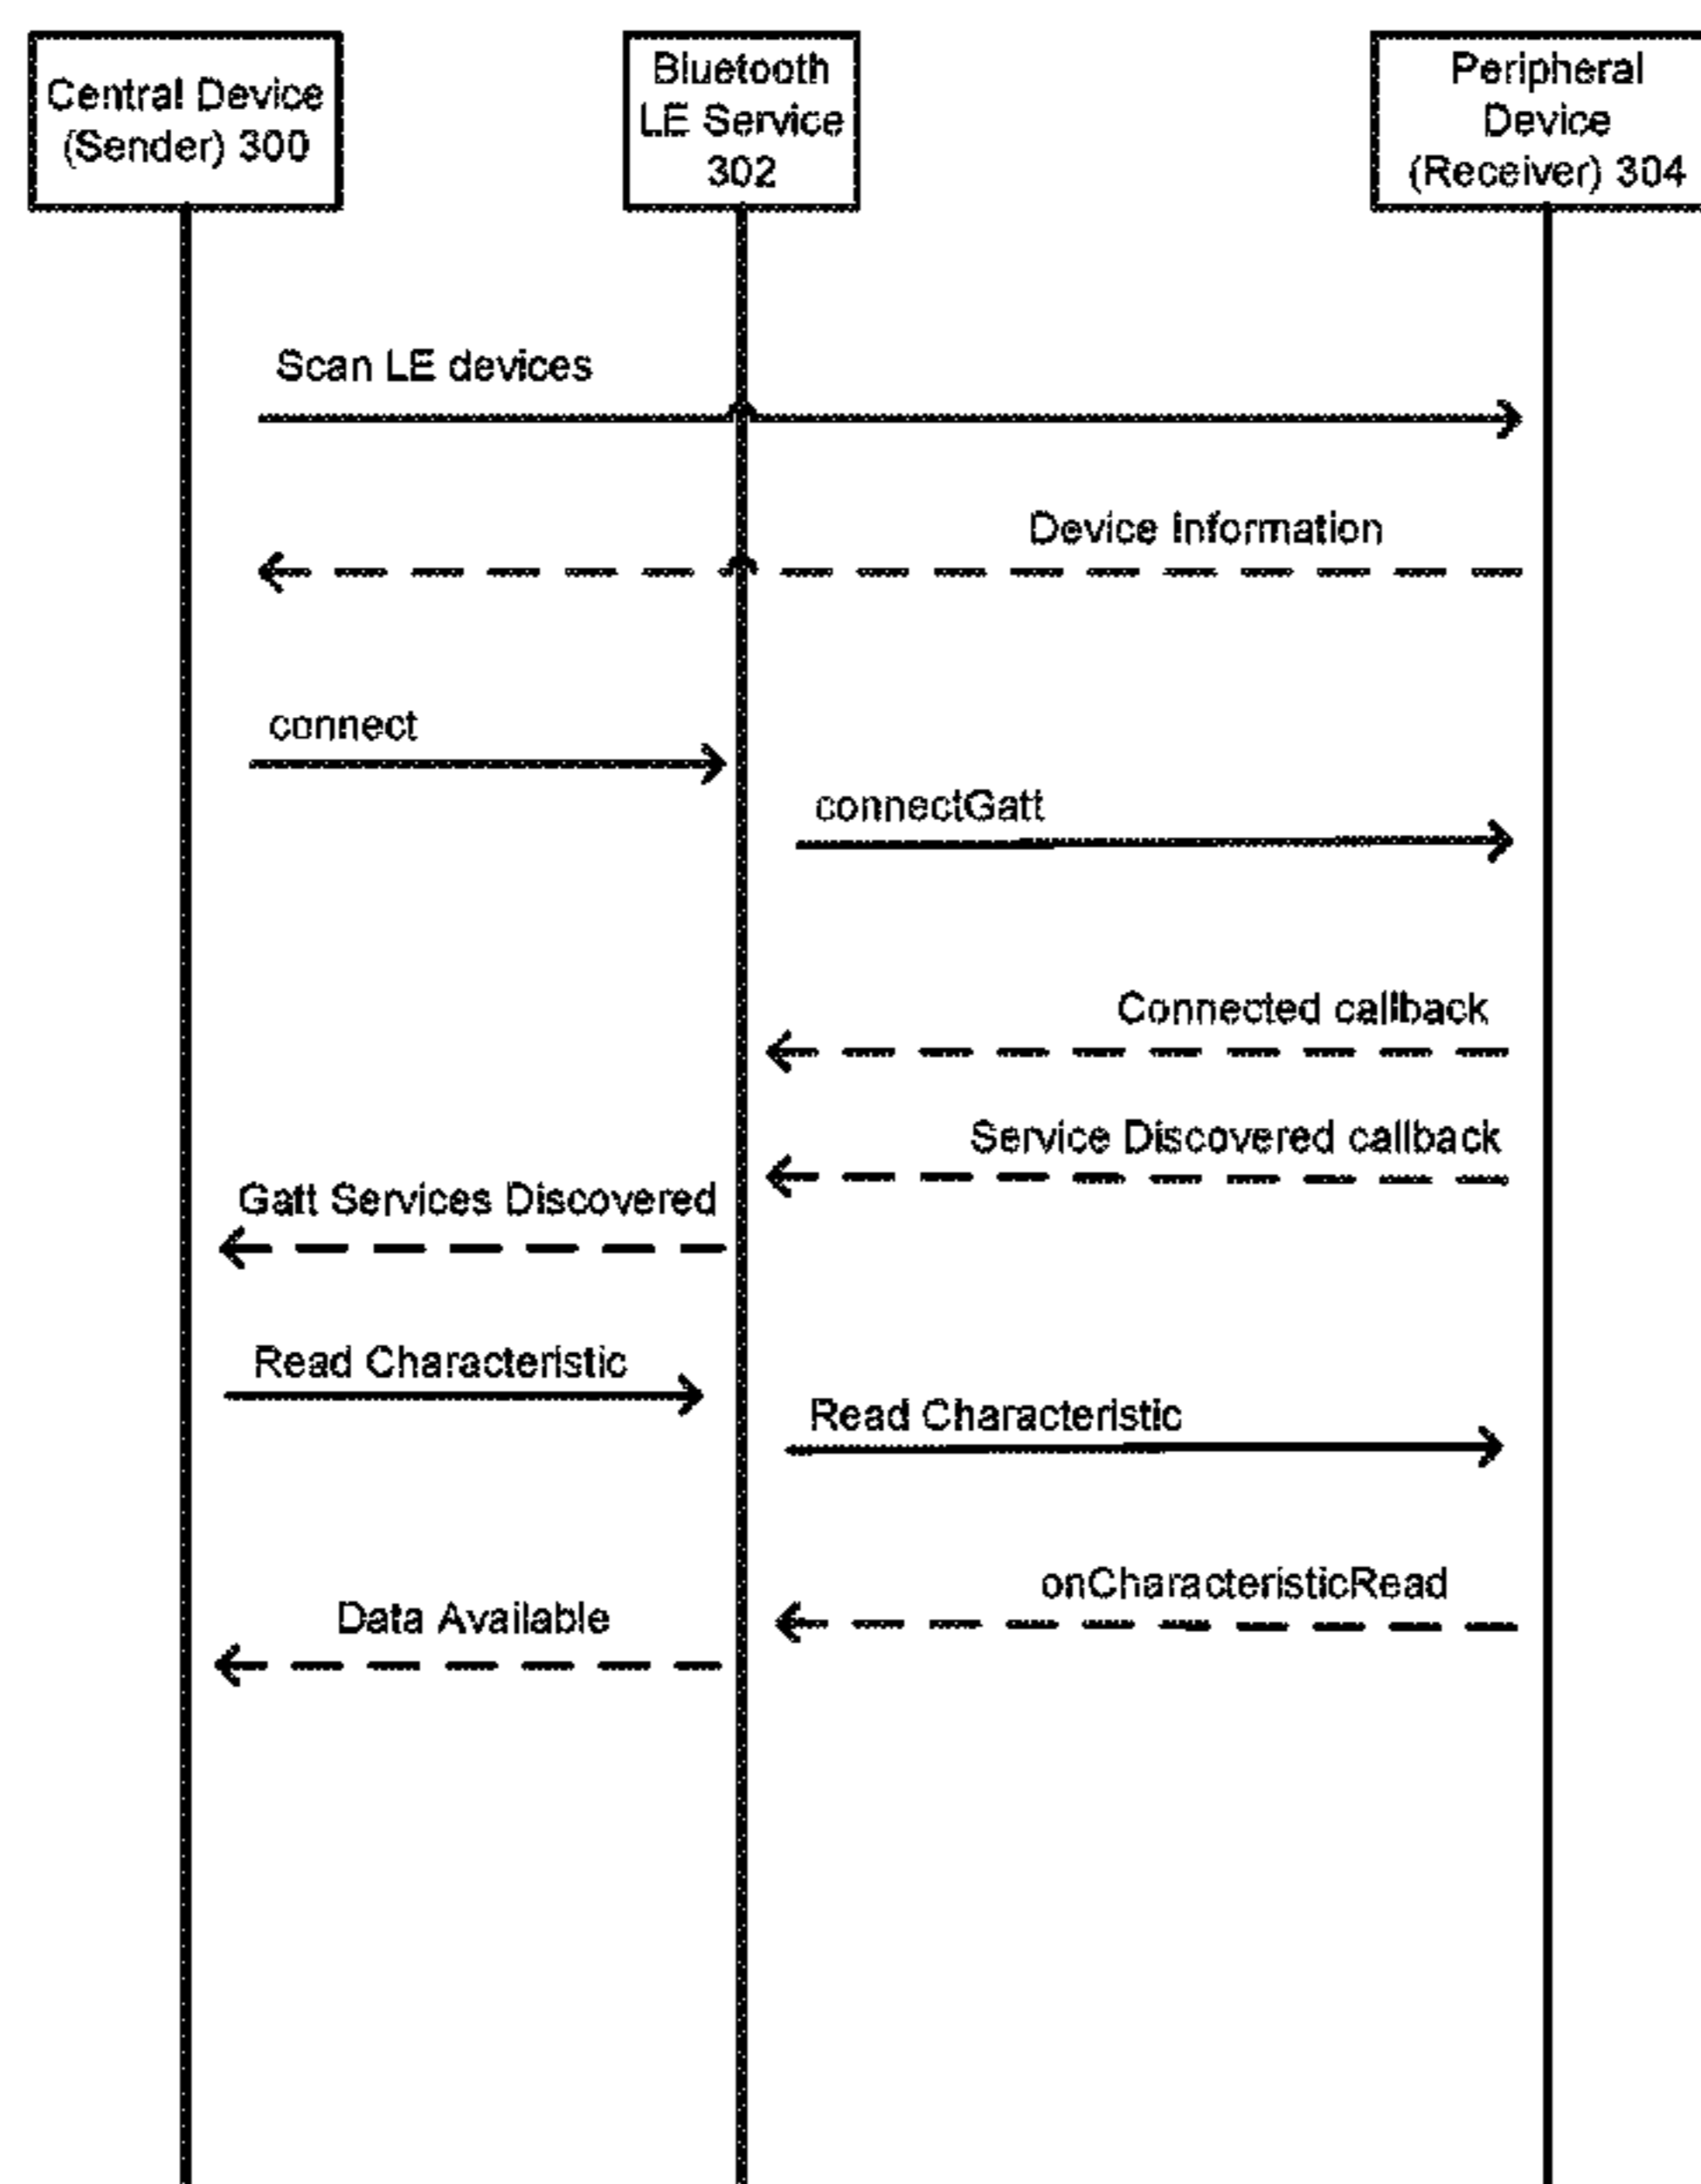 Central Device
(Sender) 300
Bluetooth
LE Service
302
Peripheral
Device
(Receiver) 304
Scan LE devices
Device Information
connect
connectGatt
Connected callback
Service Discovered callback
Gatt Services Discovered
Read Characteristic
Read Characteristic
onCharacteristicRead
Data Available